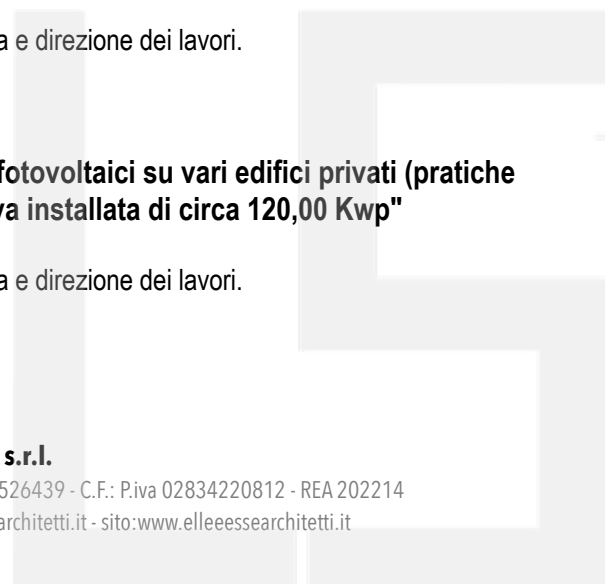 a e direzione dei lavori.
fotovoltaici su vari edifici privati (pratiche
va installata di circa 120,00 Kwp"
a e direzione dei lavori.
s.r.l.
526439 - C.F.: P.iva 02834220812 - REA 202214
architetti.it - sito:www.elleeessearchitetti.it